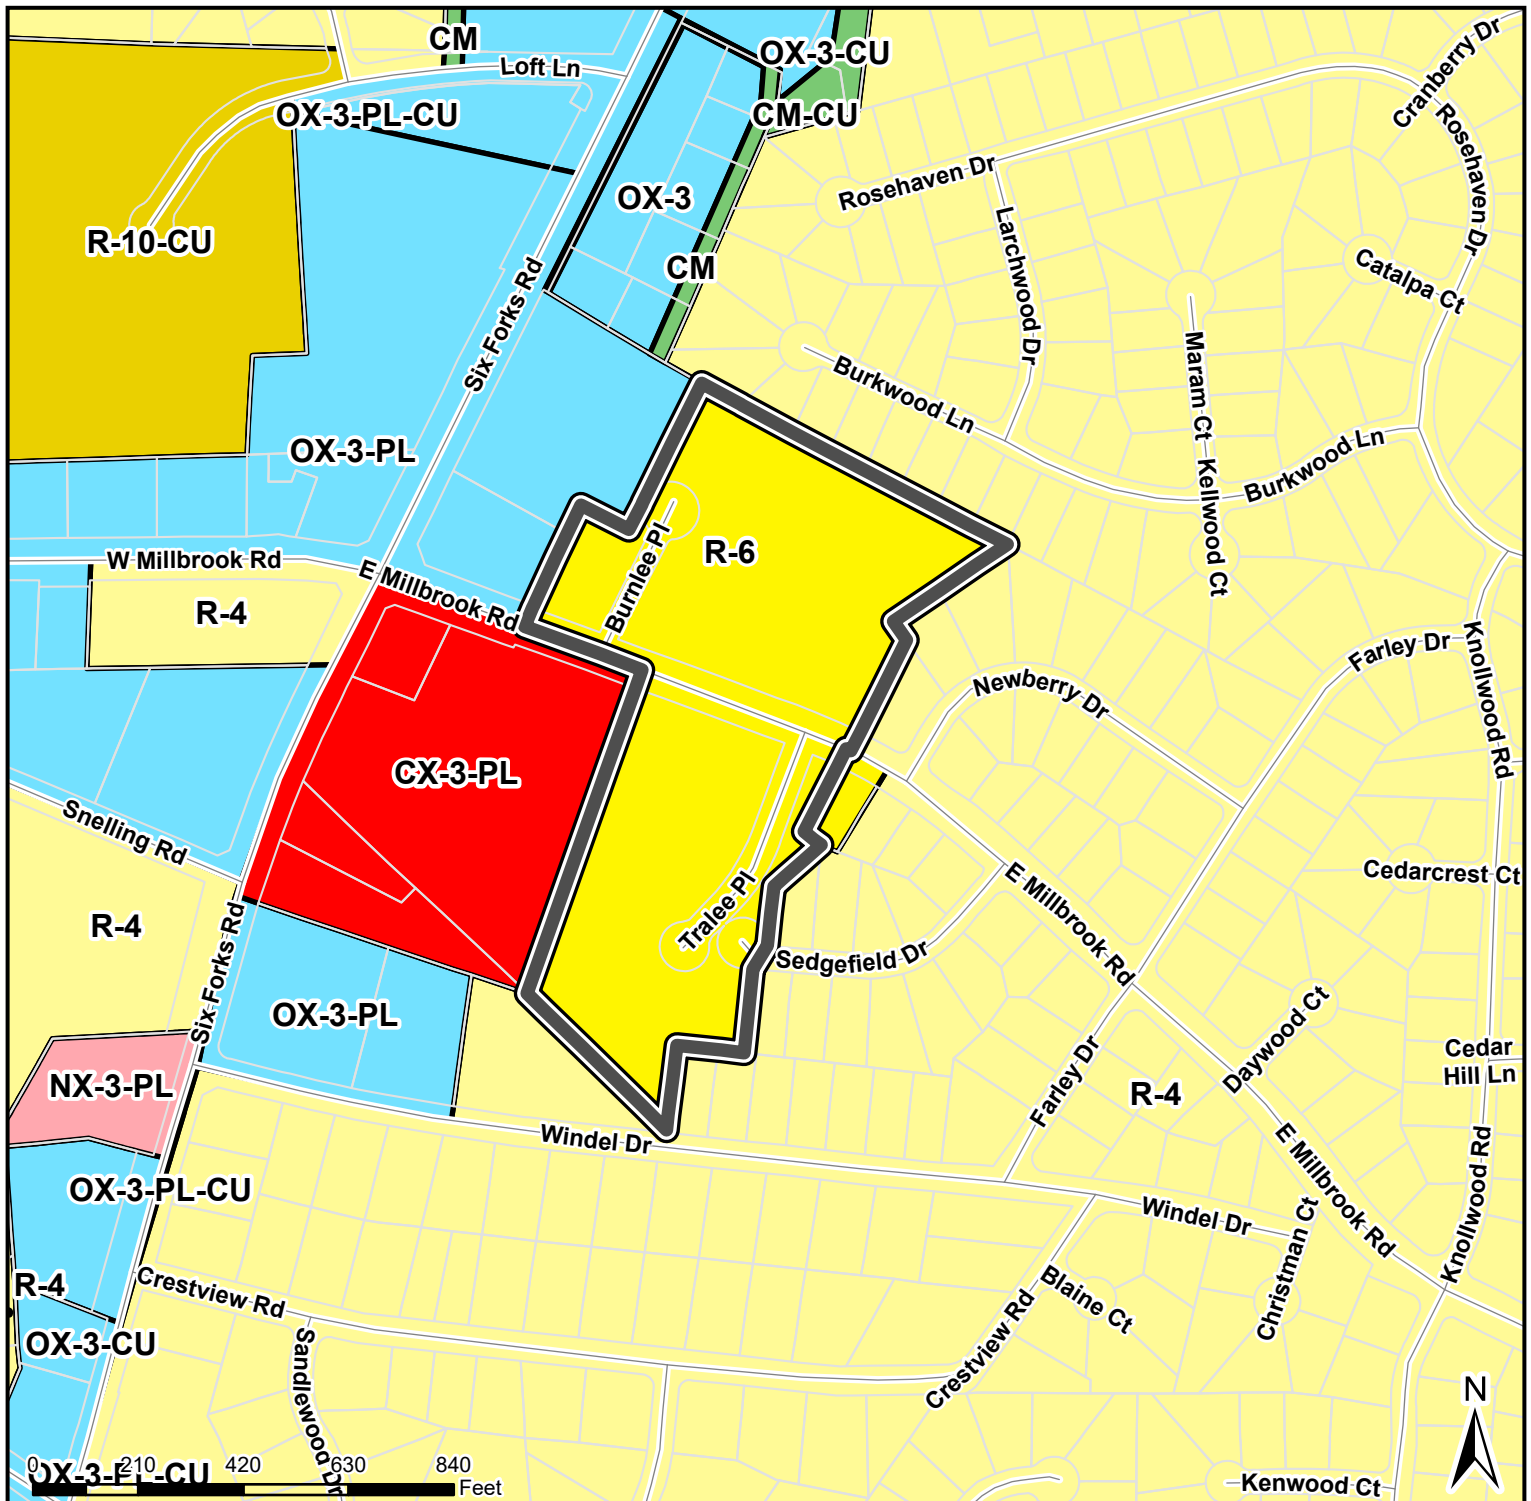 CM
OX-3-CU
Cranberry Dr
Loft Ln
OX-3-PL-CU
CM-CU
Rosehaven Dr
Rosehaven Dr
OX-3
Larchwood Dr
R-10-CU
CM
Catalpa Ct
Six Forks Rd
Maram Ct
Burkwood Ln
OX-3-PL
Kellwood Ct
Burkwood Ln
W Millbrook Rd
E Millbrook Rd
Burnlee Pl
R-6
R-4
Newberry Dr
Farley Dr
Knollwood Rd
CX-3-PL
Snelling Rd
Cedarcrest Ct
E Millbrook Rd
R-4
Tralee Pl
Sedgefield Dr
Six Forks Rd
OX-3-PL
Daywood Ct
Cedar
Hill Ln
NX-3-PL
Farley Dr
R-4
Windel Dr
E Millbrook Rd
Knollwood Rd
OX-3-PL-CU
Windel Dr
Christman Ct
R-4
Crestview Rd
Blaine Ct
OX-3-CU
Sandlewood Dr
Crestview Rd
N
0 210 420 630 840
Feet
OX-3-PL-CU
Kenwood Ct